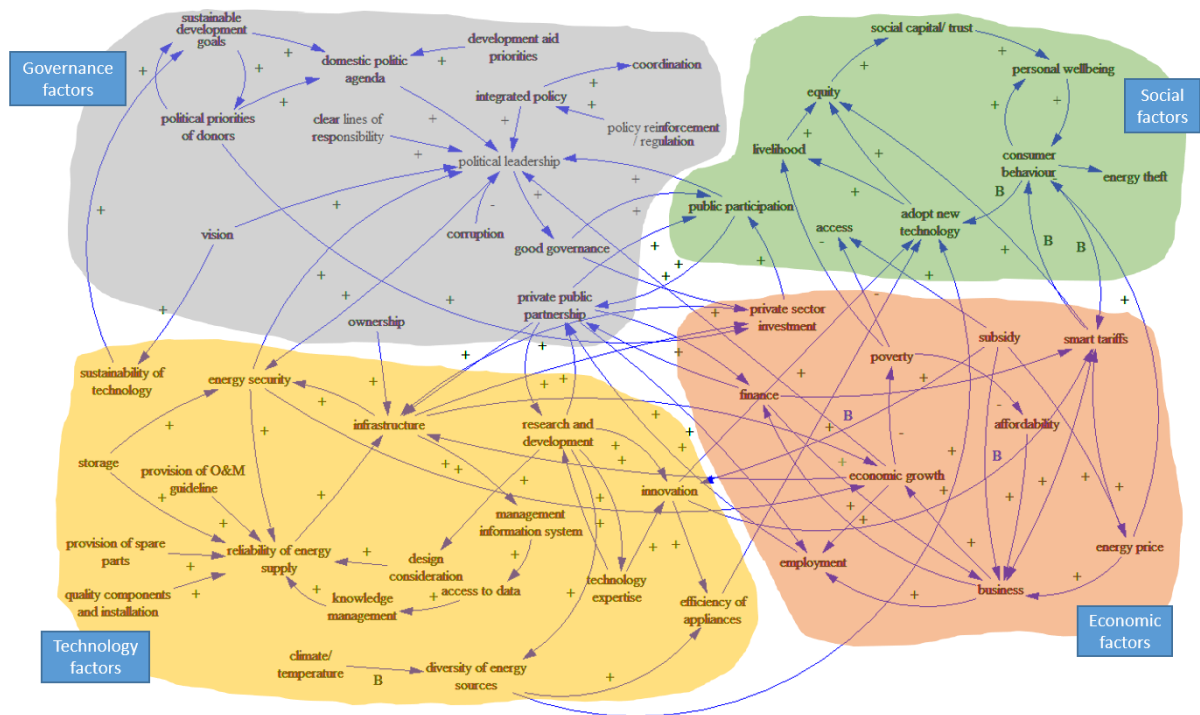 Governance
factors
sustainable
development
goals
domestic politic
agenda
development aid
priorities
coordination
integrated policy
political priorities
of donors
clear lines of
responsibility
policy reinforcement
/ regulation
political leadership
vision
corruption
good governance
private public
partnership
ownership
Social
factors
social capital/ trust
personal wellbeing
equity
livelihood
consumer
behaviour
energy theft
public participation
access
adopt new
technology
B
B
B
sustainability of
technology
energy security
infrastructure
research and
development
storage
provision of O&M
guideline
innovation
management
information system
provision of spare
parts
reliability of energy
supply
design
consideration
access to data
technology
expertise
quality components
and installation
knowledge
management
efficiency of
appliances
Technology
factors
climate/
temperature
B
diversity of energy
sources
private sector
investment
subsidy
smart tariffs
poverty
finance
B
affordability
B
economic growth
employment
business
energy price
Economic
factors